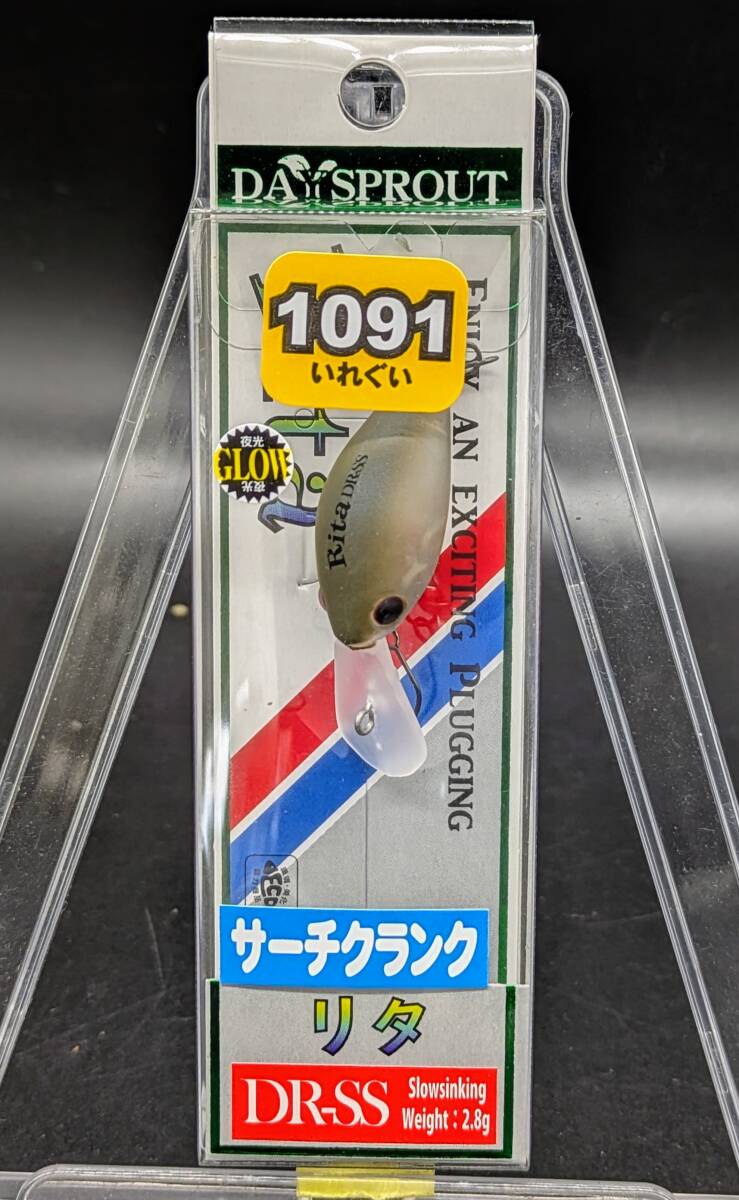 DAYSPROUT
1091
いれぐい
夜光
GLOW
夜光
Rita DR-SS
ENJOY AN EXCITING PLUGGING
サーチクランク
リタ
DR-SS
Slowsinking
Weight：2.8g